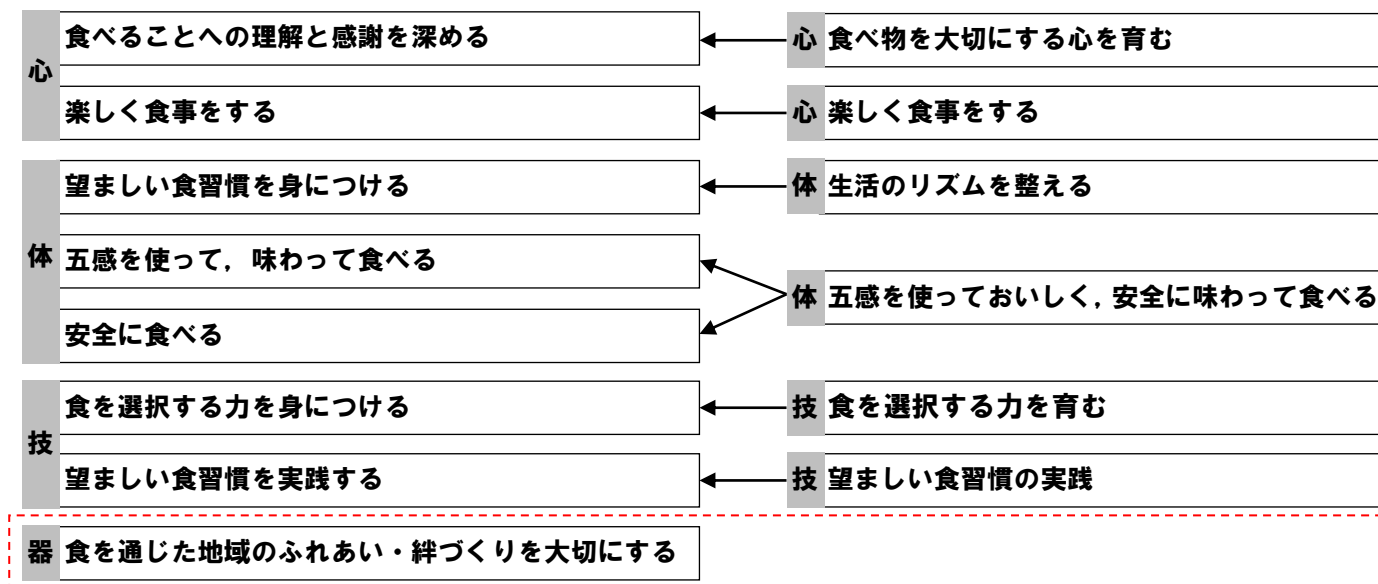 心
食べることへの理解と感謝を深める
心 食べ物を大切にする心を育む
楽しく食事をする
心 楽しく食事をする
体
望ましい食習慣を身につける
体 生活のリズムを整える
五感を使って，味わって食べる
体 五感を使っておいしく，安全に味わって食べる
安全に食べる
技
食を選択する力を身につける
技 食を選択する力を育む
望ましい食習慣を実践する
技 望ましい食習慣の実践
器 食を通じた地域のふれあい・絆づくりを大切にする